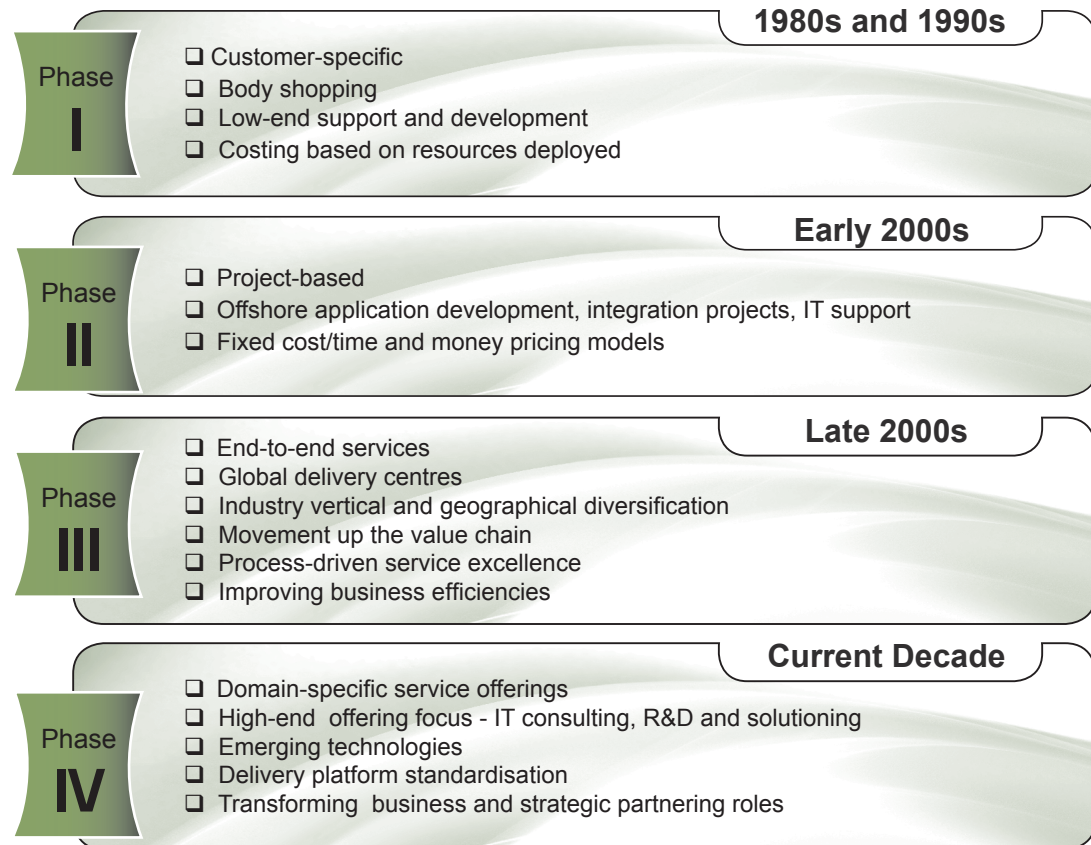 1980s and 1990s
Phase
I
❑ Customer-specific
❑ Body shopping
❑ Low-end support and development
❑ Costing based on resources deployed
Early 2000s
Phase
II
❑ Project-based
❑ Offshore application development, integration projects, IT support
❑ Fixed cost/time and money pricing models
Late 2000s
Phase
III
❑ End-to-end services
❑ Global delivery centres
❑ Industry vertical and geographical diversification
❑ Movement up the value chain
❑ Process-driven service excellence
❑ Improving business efficiencies
Current Decade
Phase
IV
❑ Domain-specific service offerings
❑ High-end offering focus - IT consulting, R&D and solutioning
❑ Emerging technologies
❑ Delivery platform standardisation
❑ Transforming business and strategic partnering roles